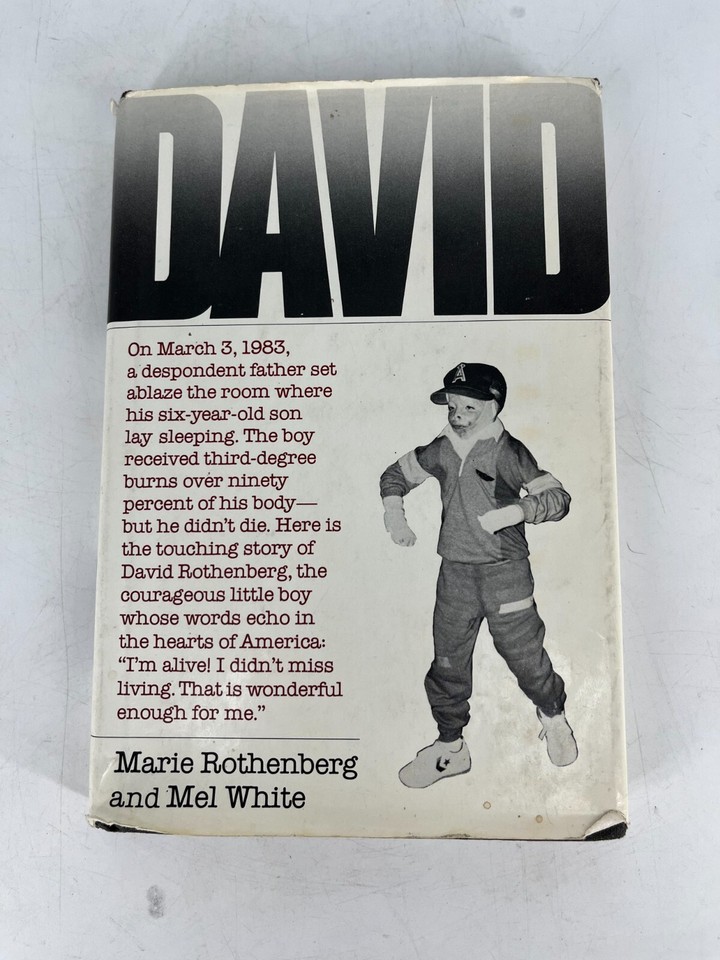 DAVID
On March 3, 1983,
a despondent father set
ablaze the room where
his six-year-old son
lay sleeping. The boy
received third-degree
burns over ninety
percent of his body—
but he didn't die. Here is
the touching story of
David Rothenberg, the
courageous little boy
whose words echo in
the hearts of America:
“I'm alive! I didn't miss
living. That is wonderful
enough for me.”
Marie Rothenberg
and Mel White
A